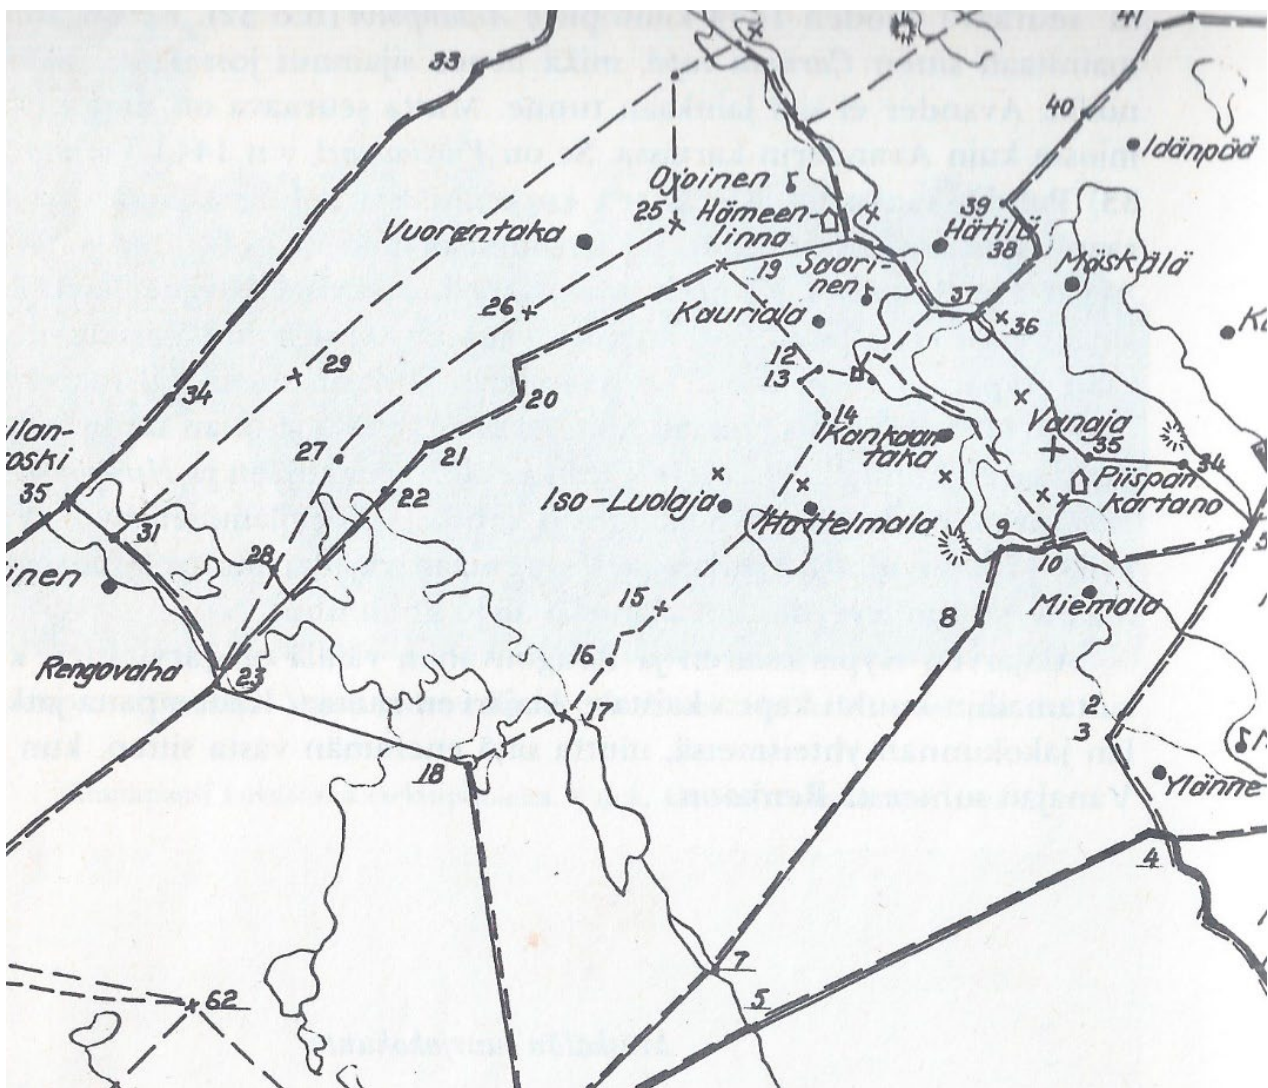 41
33
40
Idänpää
Ojoinen
25
Hämeen-
linna
39
Hätilä
38
Vuorentaka
19
Saari-
nen
37
Mäskälä
26
36
Kauriala
29
12
13
34
20
14
Kankaan
taka
Vanaja
35
34
21
27
22
Iso-Luolaja
Hattelmala
Piispan
kartano
35
31
28
9
10
15
8
Miemala
16
Rengovaha
23
17
3
18
Ylänne
4
7
5
62